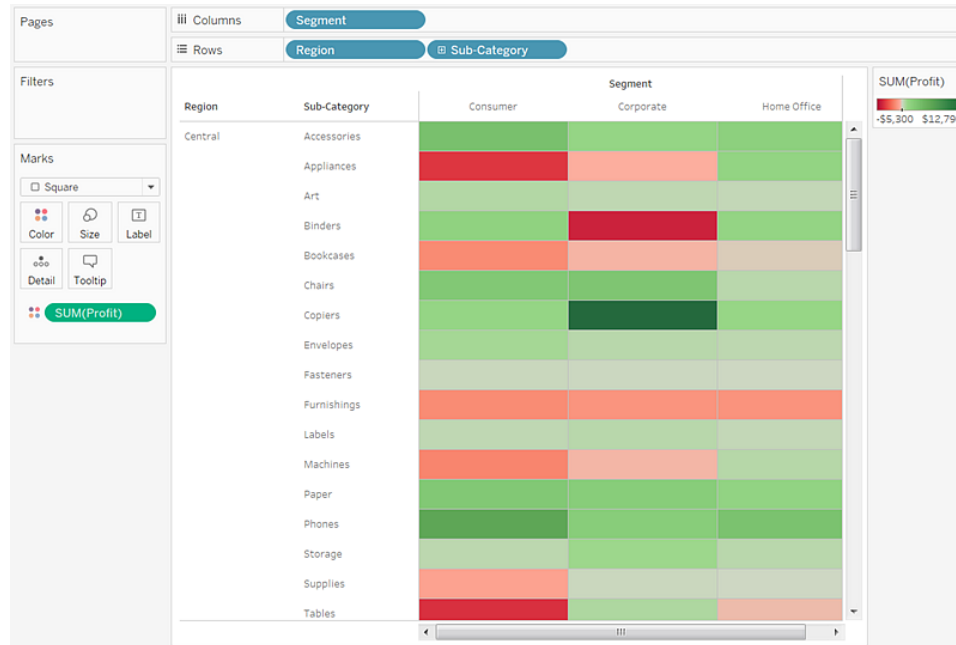 Pages
Columns Segment
Rows Region Sub-Category
Filters
Marks
Square
Color Size Label
Detail Tooltip
SUM(Profit)
Segment
Region Sub-Category Consumer Corporate Home Office
Central Accessories
Appliances
Art
Binders
Bookcases
Chairs
Copiers
Envelopes
Fasteners
Furnishings
Labels
Machines
Paper
Phones
Storage
Supplies
Tables
SUM(Profit)
-$5,300 $12,79